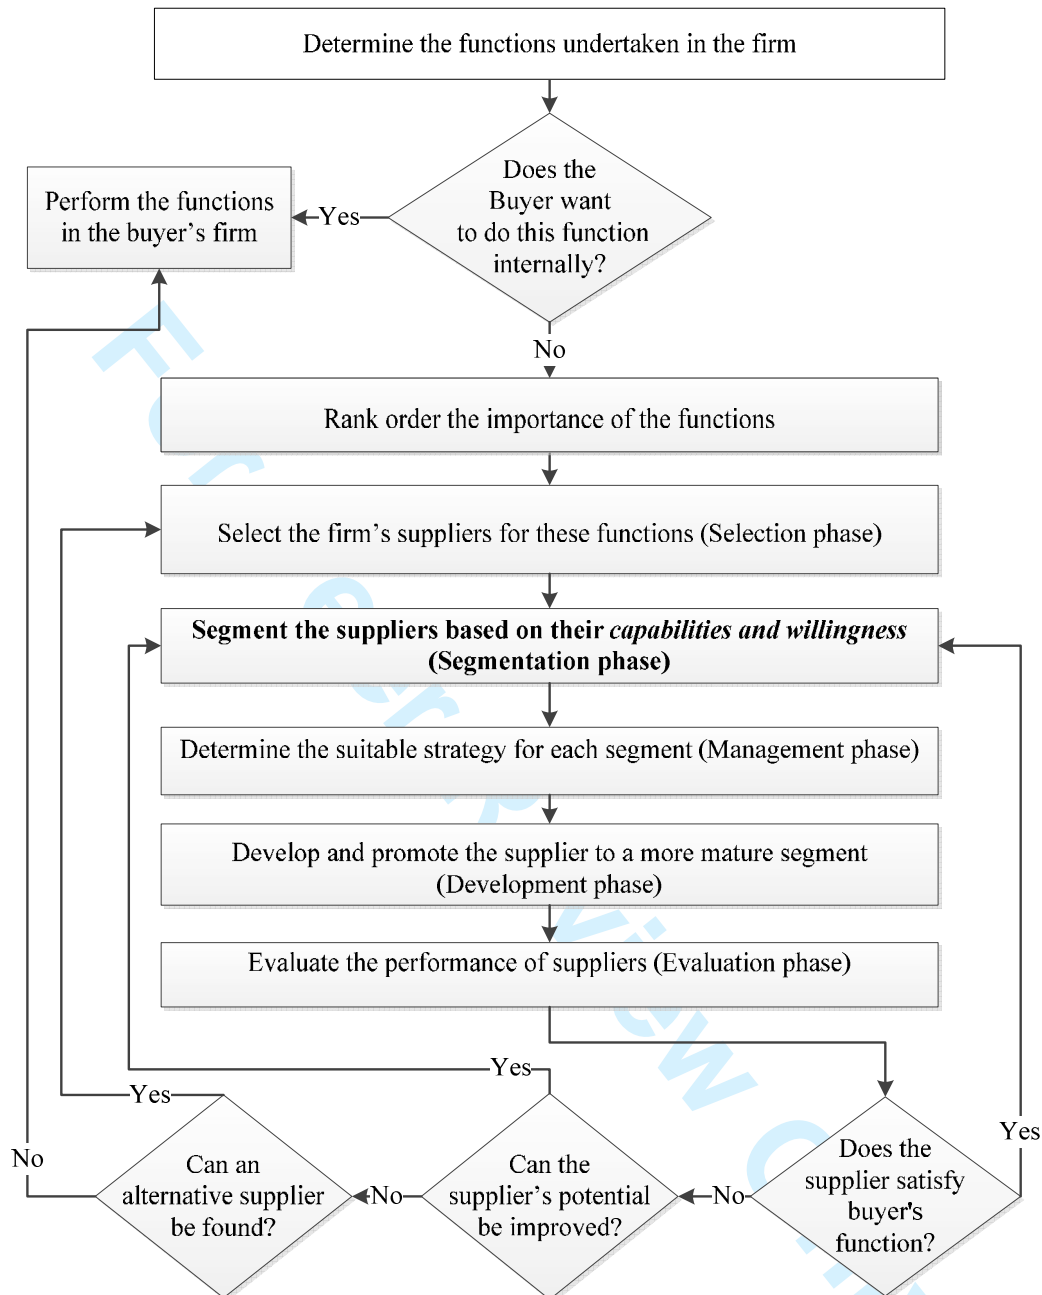 Determine the functions undertaken in the firm
Does the
Buyer want
to do this function
internally?
Yes
Perform the functions
in the buyer’s firm
No
Rank order the importance of the functions
Select the firm’s suppliers for these functions (Selection phase)
Segment the suppliers based on their capabilities and willingness
(Segmentation phase)
Determine the suitable strategy for each segment (Management phase)
Develop and promote the supplier to a more mature segment
(Development phase)
Evaluate the performance of suppliers (Evaluation phase)
Yes
Yes
Yes
No
Can an
alternative supplier
be found?
No
Can the
supplier’s potential
be improved?
No
Does the
supplier satisfy
buyer's
function?
For Peer Review